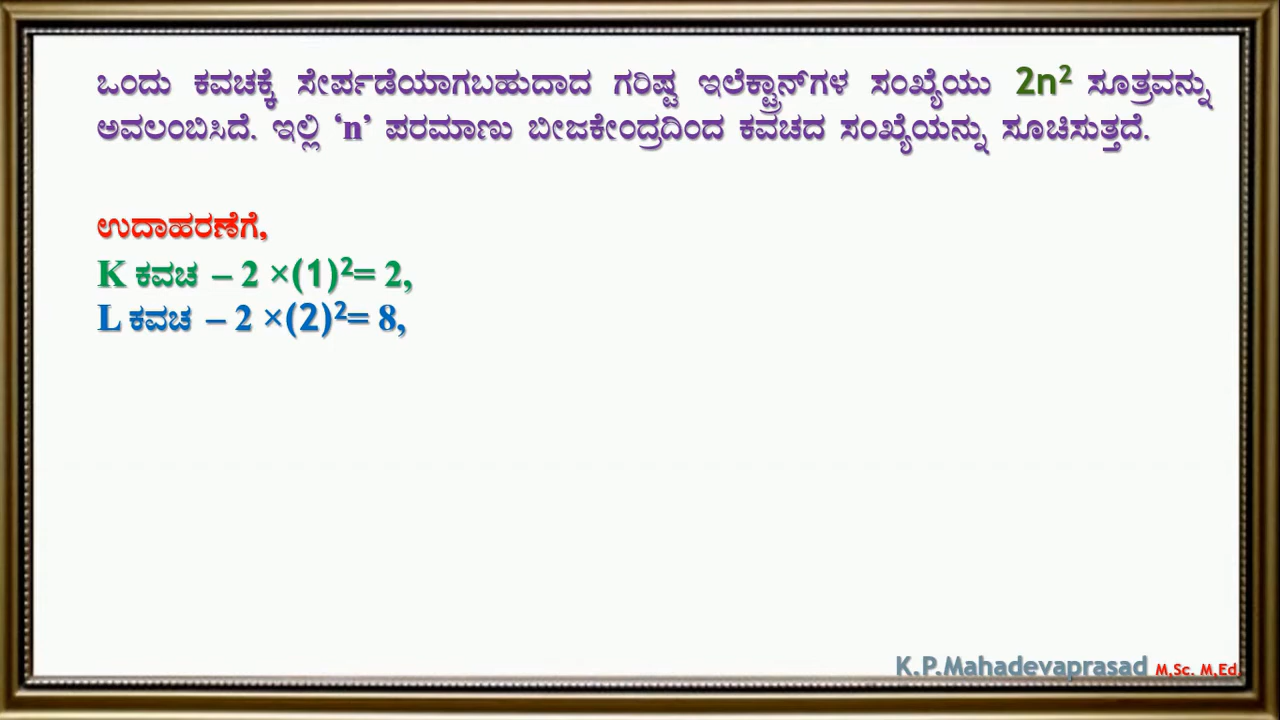 ಒಂದು ಕವಚಕ್ಕೆ ಸೇರ್ಪಡೆಯಾಗಬಹುದಾದ ಗರಿಷ್ಟ ಇಲೆಕ್ಟ್ರಾನ್‌ಗಳ ಸಂಖ್ಯೆಯು 2n² ಸೂತ್ರವನ್ನು
ಅವಲಂಬಿಸಿದೆ. ಇಲ್ಲಿ ‘n’ ಪರಮಾಣು ಬೀಜಕೇಂದ್ರದಿಂದ ಕವಚದ ಸಂಖ್ಯೆಯನ್ನು ಸೂಚಿಸುತ್ತದೆ.
ಉದಾಹರಣೆಗೆ,
K ಕವಚ – 2 ×(1)²= 2,
L ಕವಚ – 2 ×(2)²= 8,
K.P.Mahadevaprasad M,Sc. M,Ed,